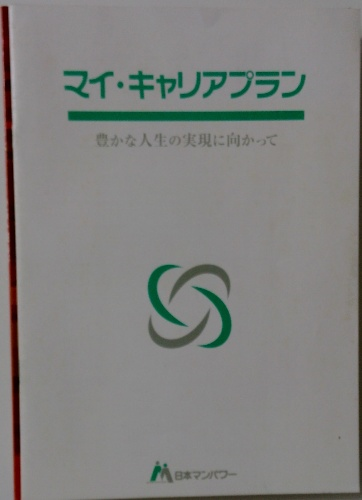 マイ・キャリアプラン
豊かな人生の実現に向かって
日本マンパワー